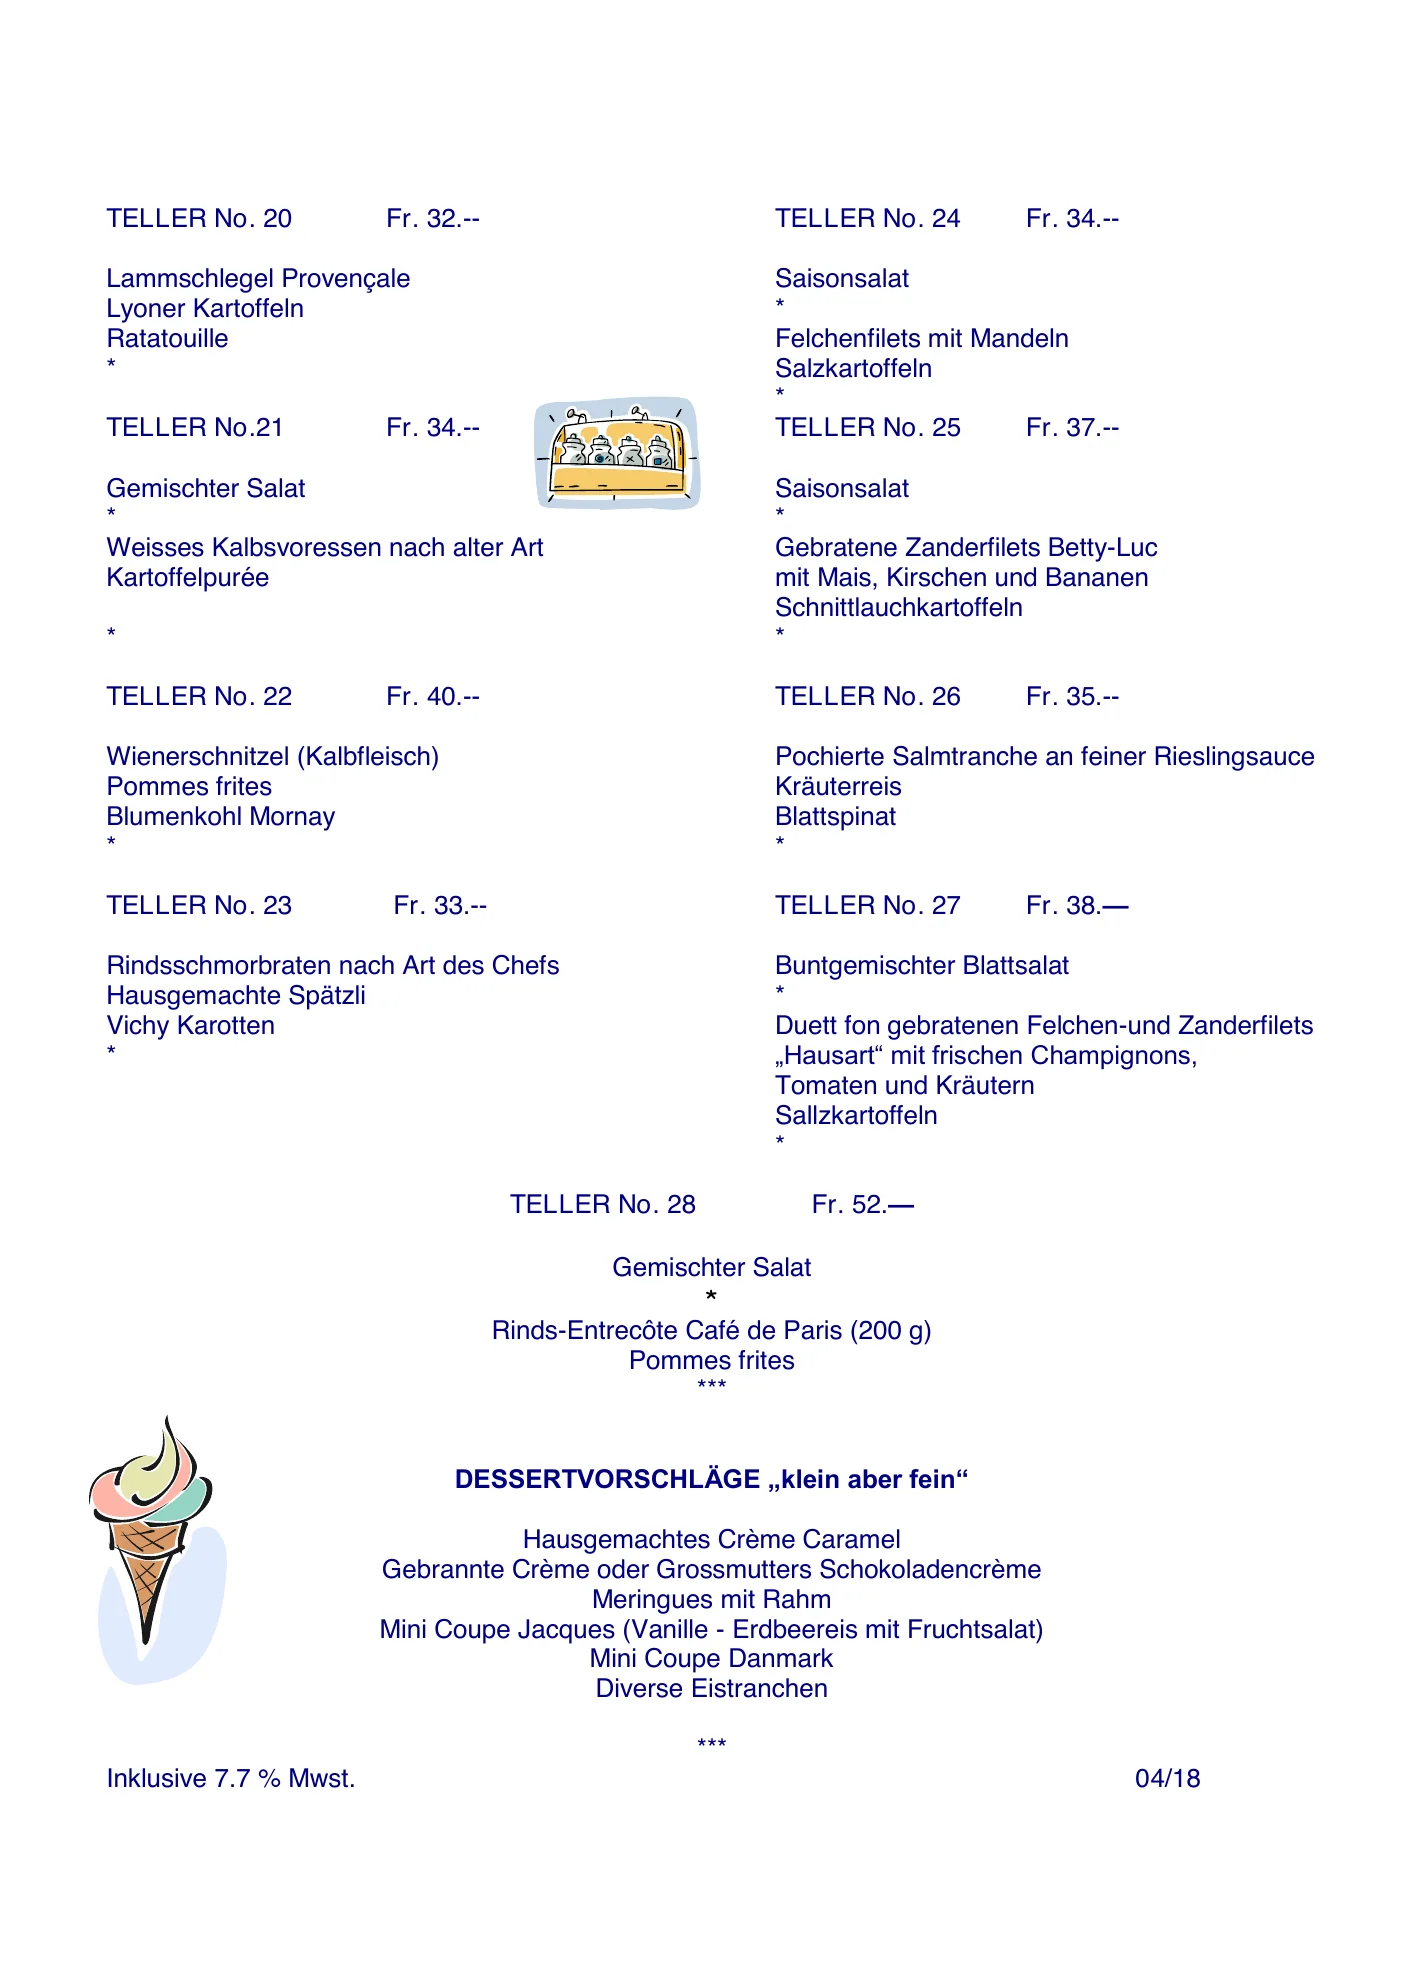 TELLER No. 20 Fr. 32.--
Lammschlegel Provençale
Lyoner Kartoffeln
Ratatouille
*
TELLER No.21 Fr. 34.--
Gemischter Salat
*
Weisses Kalbsvoressen nach alter Art
Kartoffelpurée
*
TELLER No. 22 Fr. 40.--
Wienerschnitzel (Kalbfleisch)
Pommes frites
Blumenkohl Mornay
*
TELLER No. 23 Fr. 33.--
Rindsschmorbraten nach Art des Chefs
Hausgemachte Spätzli
Vichy Karotten
*
TELLER No. 24 Fr. 34.--
Saisonsalat
*
Felchenfilets mit Mandeln
Salzkartoffeln
*
TELLER No. 25 Fr. 37.--
Saisonsalat
*
Gebratene Zanderfilets Betty-Luc
mit Mais, Kirschen und Bananen
Schnittlauchkartoffeln
*
TELLER No. 26 Fr. 35.--
Pochierte Salmtranche an feiner Rieslingsauce
Kräuterreis
Blattspinat
*
TELLER No. 27 Fr. 38.—
Buntgemischter Blattsalat
*
Duett fon gebratenen Felchen-und Zanderfilets
„Hausart“ mit frischen Champignons,
Tomaten und Kräutern
Sallzkartoffeln
*
TELLER No. 28 Fr. 52.—
Gemischter Salat
*
Rinds-Entrecôte Café de Paris (200 g)
Pommes frites
***
DESSERTVORSCHLÄGE „klein aber fein“
Hausgemachtes Crème Caramel
Gebrannte Crème oder Grossmutters Schokoladencrème
Meringues mit Rahm
Mini Coupe Jacques (Vanille - Erdbeereis mit Fruchtsalat)
Mini Coupe Danmark
Diverse Eistranchen
***
Inklusive 7.7 % Mwst. 04/18